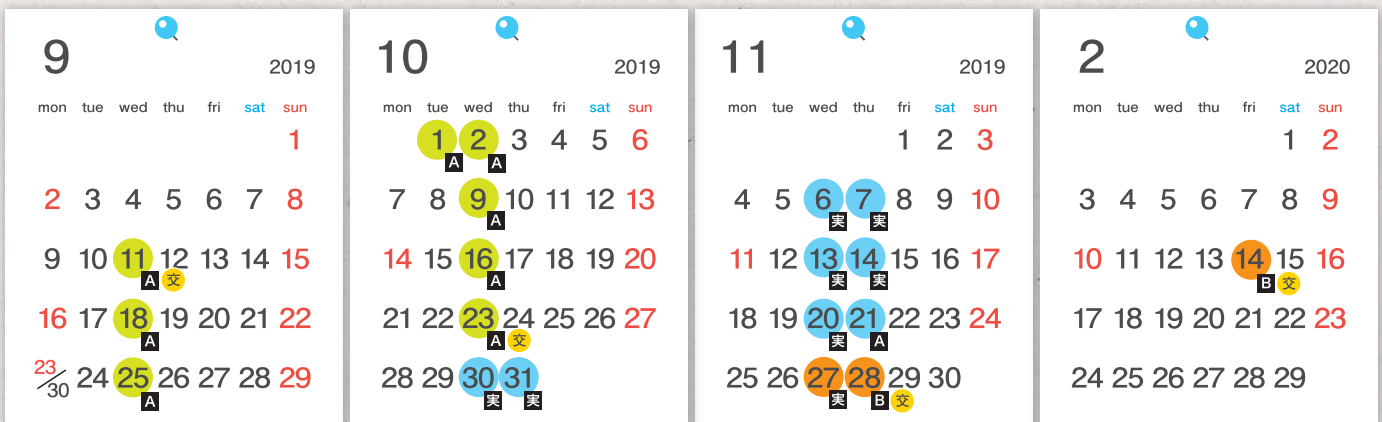 9
2019
mon tue wed thu fri sat sun
1
2 3 4 5 6 7 8
9 10 11 12 13 14 15
A 交
16 17 18 19 20 21 22
A
23/30 24 25 26 27 28 29
A
10
2019
mon tue wed thu fri sat sun
1 2 3 4 5 6
A A
7 8 9 10 11 12 13
A
14 15 16 17 18 19 20
A
21 22 23 24 25 26 27
A 交
28 29 30 31
実 実
11
2019
mon tue wed thu fri sat sun
1 2 3
4 5 6 7 8 9 10
実 実
11 12 13 14 15 16 17
実 実
18 19 20 21 22 23 24
実 A
25 26 27 28 29 30
実 B 交
2
2020
mon tue wed thu fri sat sun
1 2
3 4 5 6 7 8 9
10 11 12 13 14 15 16
B 交
17 18 19 20 21 22 23
24 25 26 27 28 29